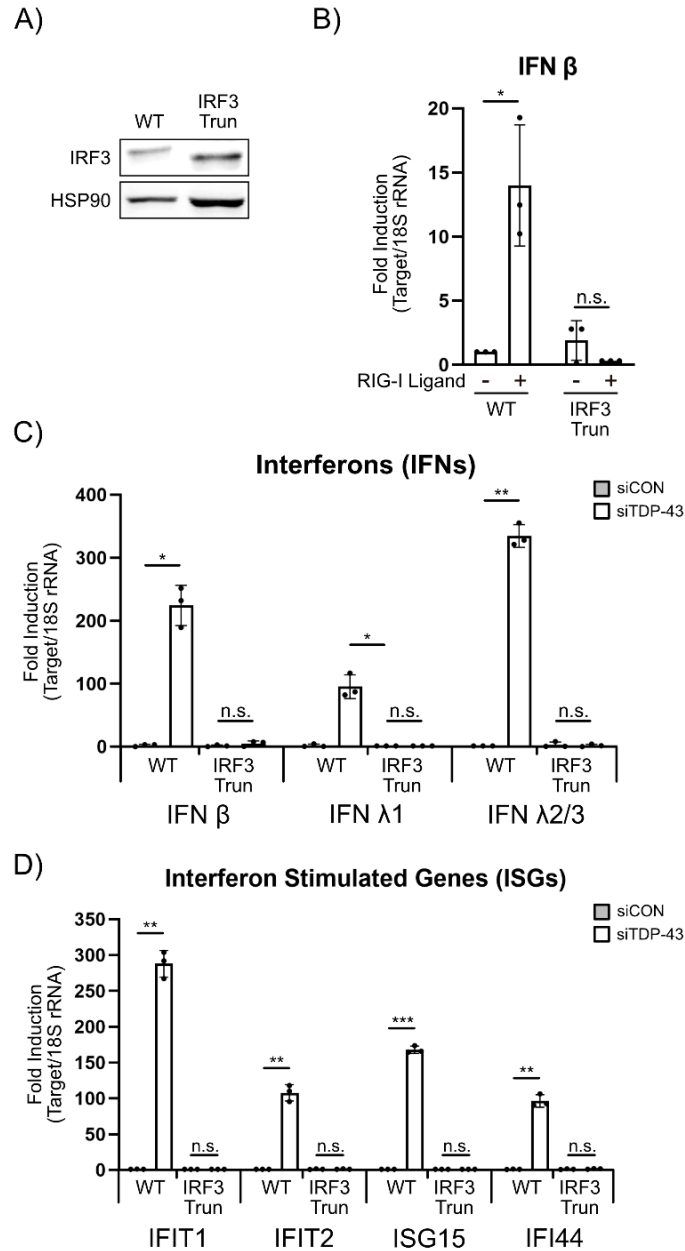 A)
WT
IRF3
Trun
IRF3
HSP90
B)
IFN β
*
n.s.
20
15
10
5
0
Fold Induction
(Target/18S rRNA)
RIG-I Ligand - + - +
WT IRF3
Trun
C)
Interferons (IFNs)
siCON
siTDP-43
400
300
200
100
0
Fold Induction
(Target/18S rRNA)
* n.s. * ** n.s.
WT IRF3 WT IRF3 WT IRF3
Trun Trun Trun
IFN β IFN λ1 IFN λ2/3
D)
Interferon Stimulated Genes (ISGs)
siCON
siTDP-43
350
300
250
200
150
100
50
0
Fold Induction
(Target/18S rRNA)
** n.s. ** n.s. *** n.s. ** n.s.
WT IRF3 WT IRF3 WT IRF3 WT IRF3
Trun Trun Trun Trun
IFIT1 IFIT2 ISG15 IFI44